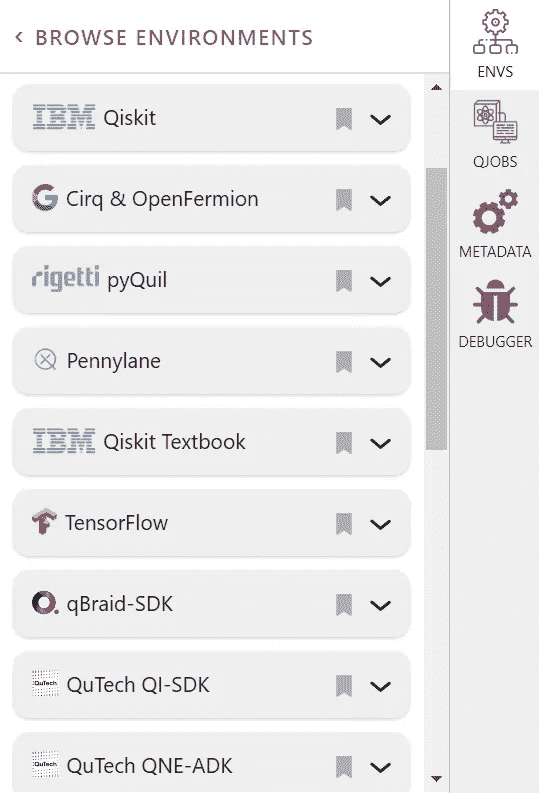 BROWSE ENVIRONMENTS
IBM Qiskit
Cirq & OpenFermion
rigetti pyQuil
Pennylane
IBM Qiskit Textbook
TensorFlow
qBraid-SDK
QuTech QuTech QI-SDK
QuTech QuTech QNE-ADK
ENVS
QJOBS
METADATA
DEBUGGER